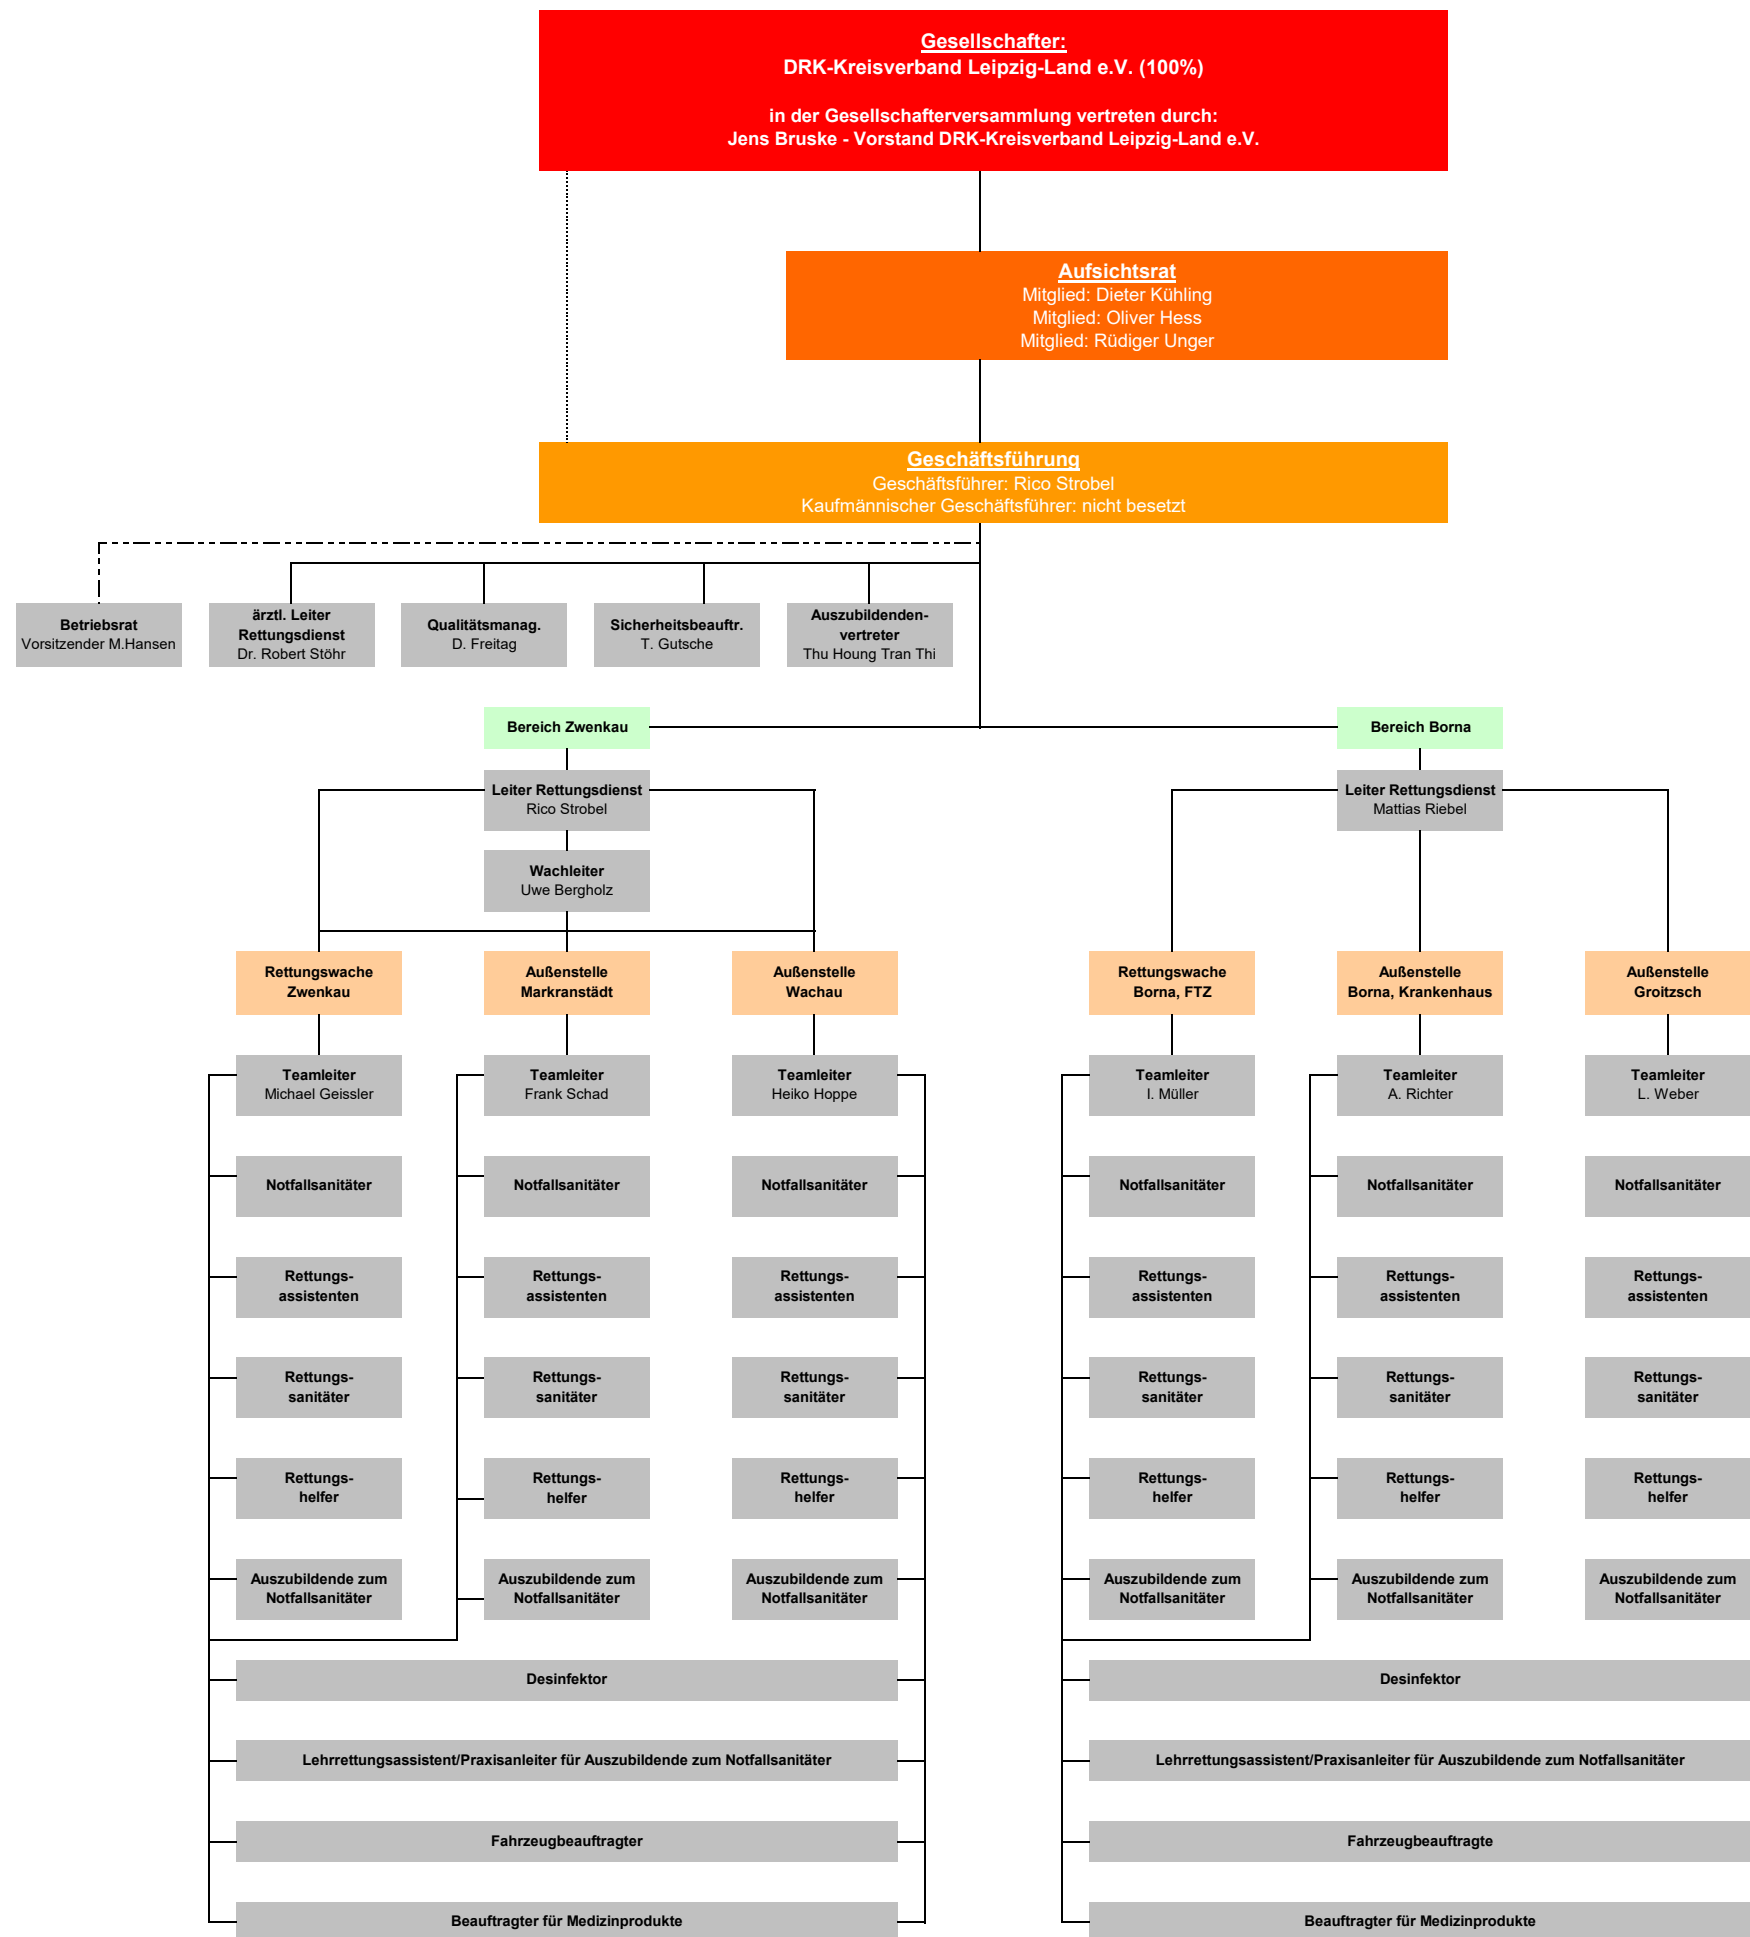 Gesellschafter:
DRK-Kreisverband Leipzig-Land e.V. (100%)
in der Gesellschafterversammlung vertreten durch:
Jens Bruske - Vorstand DRK-Kreisverband Leipzig-Land e.V.
Aufsichtsrat
Mitglied: Dieter Kühling
Mitglied: Oliver Hess
Mitglied: Rüdiger Unger
Geschäftsführung
Geschäftsführer: Rico Strobel
Kaufmännischer Geschäftsführer: nicht besetzt
Betriebsrat
Vorsitzender M.Hansen
ärztl. Leiter
Rettungsdienst
Dr. Robert Stöhr
Qualitätsmanag.
D. Freitag
Sicherheitsbeauftr.
T. Gutsche
Auszubildenden-
vertreter
Thu Houng Tran Thi
Bereich Zwenkau
Bereich Borna
Leiter Rettungsdienst
Rico Strobel
Leiter Rettungsdienst
Mattias Riebel
Wachleiter
Uwe Bergholz
Rettungswache
Zwenkau
Außenstelle
Markranstädt
Außenstelle
Wachau
Rettungswache
Borna, FTZ
Außenstelle
Borna, Krankenhaus
Außenstelle
Groitzsch
Teamleiter
Michael Geissler
Teamleiter
Frank Schad
Teamleiter
Heiko Hoppe
Teamleiter
I. Müller
Teamleiter
A. Richter
Teamleiter
L. Weber
Notfallsanitäter
Notfallsanitäter
Notfallsanitäter
Notfallsanitäter
Notfallsanitäter
Notfallsanitäter
Rettungs-
assistenten
Rettungs-
assistenten
Rettungs-
assistenten
Rettungs-
assistenten
Rettungs-
assistenten
Rettungs-
assistenten
Rettungs-
sanitäter
Rettungs-
sanitäter
Rettungs-
sanitäter
Rettungs-
sanitäter
Rettungs-
sanitäter
Rettungs-
sanitäter
Rettungs-
helfer
Rettungs-
helfer
Rettungs-
helfer
Rettungs-
helfer
Rettungs-
helfer
Rettungs-
helfer
Auszubildende zum
Notfallsanitäter
Auszubildende zum
Notfallsanitäter
Auszubildende zum
Notfallsanitäter
Auszubildende zum
Notfallsanitäter
Auszubildende zum
Notfallsanitäter
Auszubildende zum
Notfallsanitäter
Desinfektor
Desinfektor
Lehrrettungsassistent/Praxisanleiter für Auszubildende zum Notfallsanitäter
Lehrrettungsassistent/Praxisanleiter für Auszubildende zum Notfallsanitäter
Fahrzeugbeauftragter
Fahrzeugbeauftragte
Beauftragter für Medizinprodukte
Beauftragter für Medizinprodukte